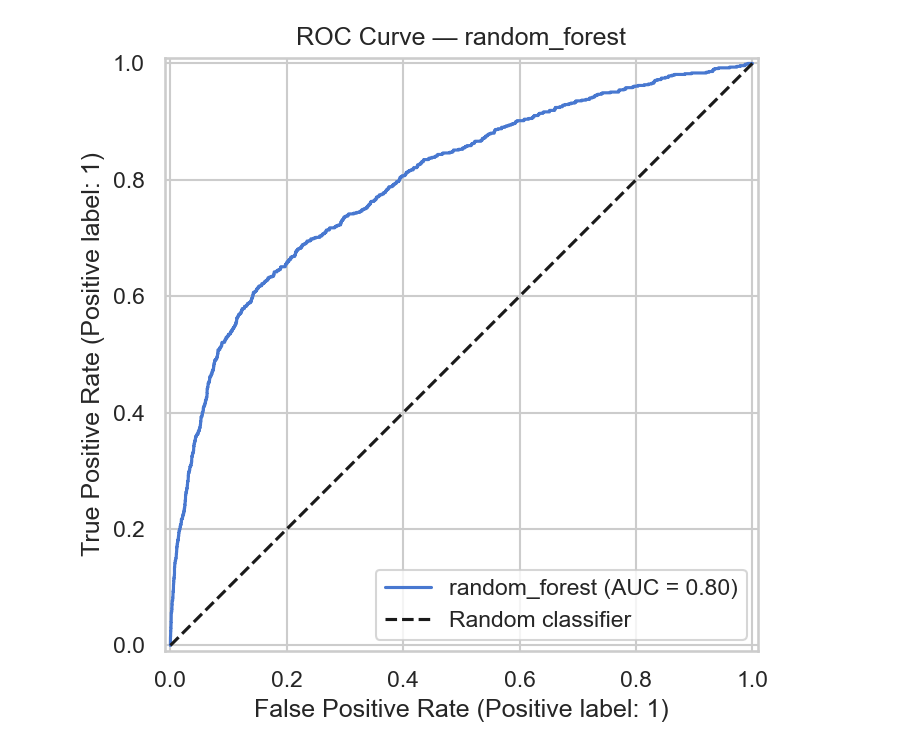 ROC Curve — random_forest
True Positive Rate (Positive label: 1)
1.0
0.8
0.6
0.4
0.2
0.0
random_forest (AUC = 0.80)
Random classifier
0.0 0.2 0.4 0.6 0.8 1.0
False Positive Rate (Positive label: 1)